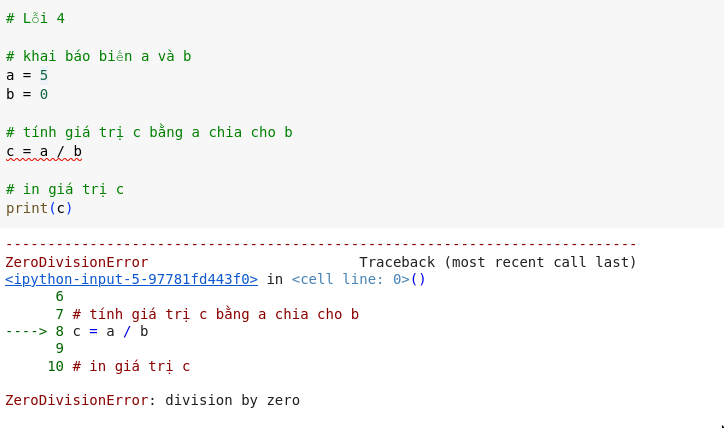 # Lỗi 4
# khai báo biến a và b
a = 5
b = 0
# tính giá trị c bằng a chia cho b
c = a / b
# in giá trị c
print(c)
---------------------------------------------------------------------------
ZeroDivisionError                         Traceback (most recent call last)
<ipython-input-5-97781fd443f0> in <cell line: 0>()
      6
      7 # tính giá trị c bằng a chia cho b
----> 8 c = a / b
      9
     10 # in giá trị c
ZeroDivisionError: division by zero